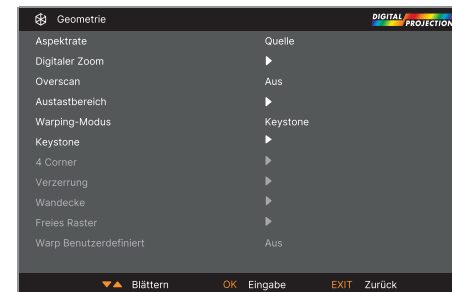 Geometrie
DIGITAL PROJECTION
Aspektrate Quelle
Digitaler Zoom
Overscan Aus
Austastbereich
Warping-Modus Keystone
Keystone
4 Corner
Verzerrung
Wandecke
Freies Raster
Warp Benutzerdefiniert Aus
Blättern OK Eingabe EXIT Zurück